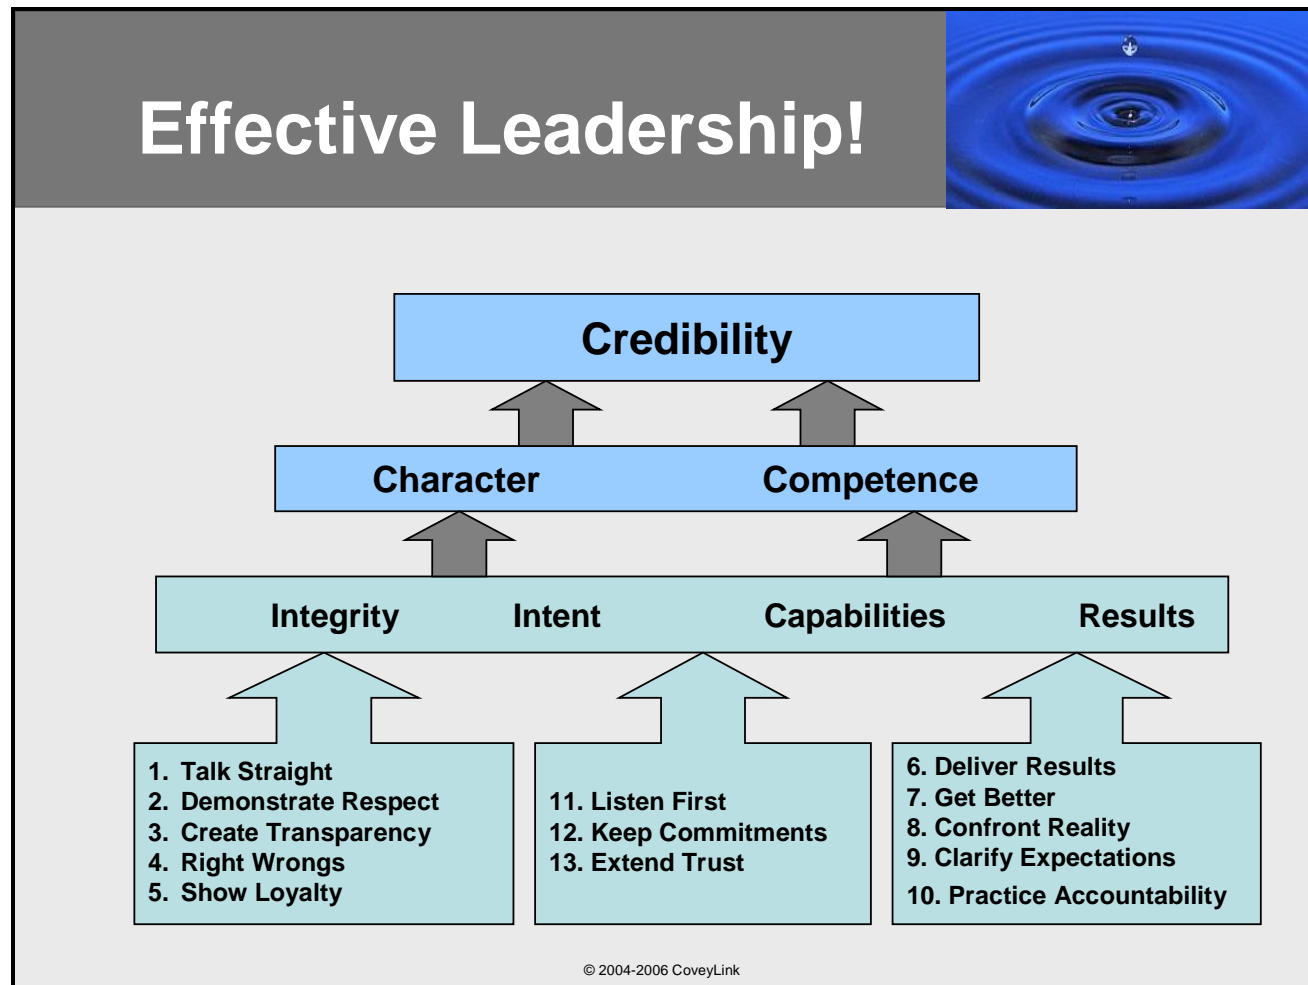 Effective Leadership!
Credibility
Character Competence
Integrity Intent Capabilities Results
1. Talk Straight
2. Demonstrate Respect
3. Create Transparency
4. Right Wrongs
5. Show Loyalty
11. Listen First
12. Keep Commitments
13. Extend Trust
6. Deliver Results
7. Get Better
8. Confront Reality
9. Clarify Expectations
10. Practice Accountability
© 2004-2006 CoveyLink